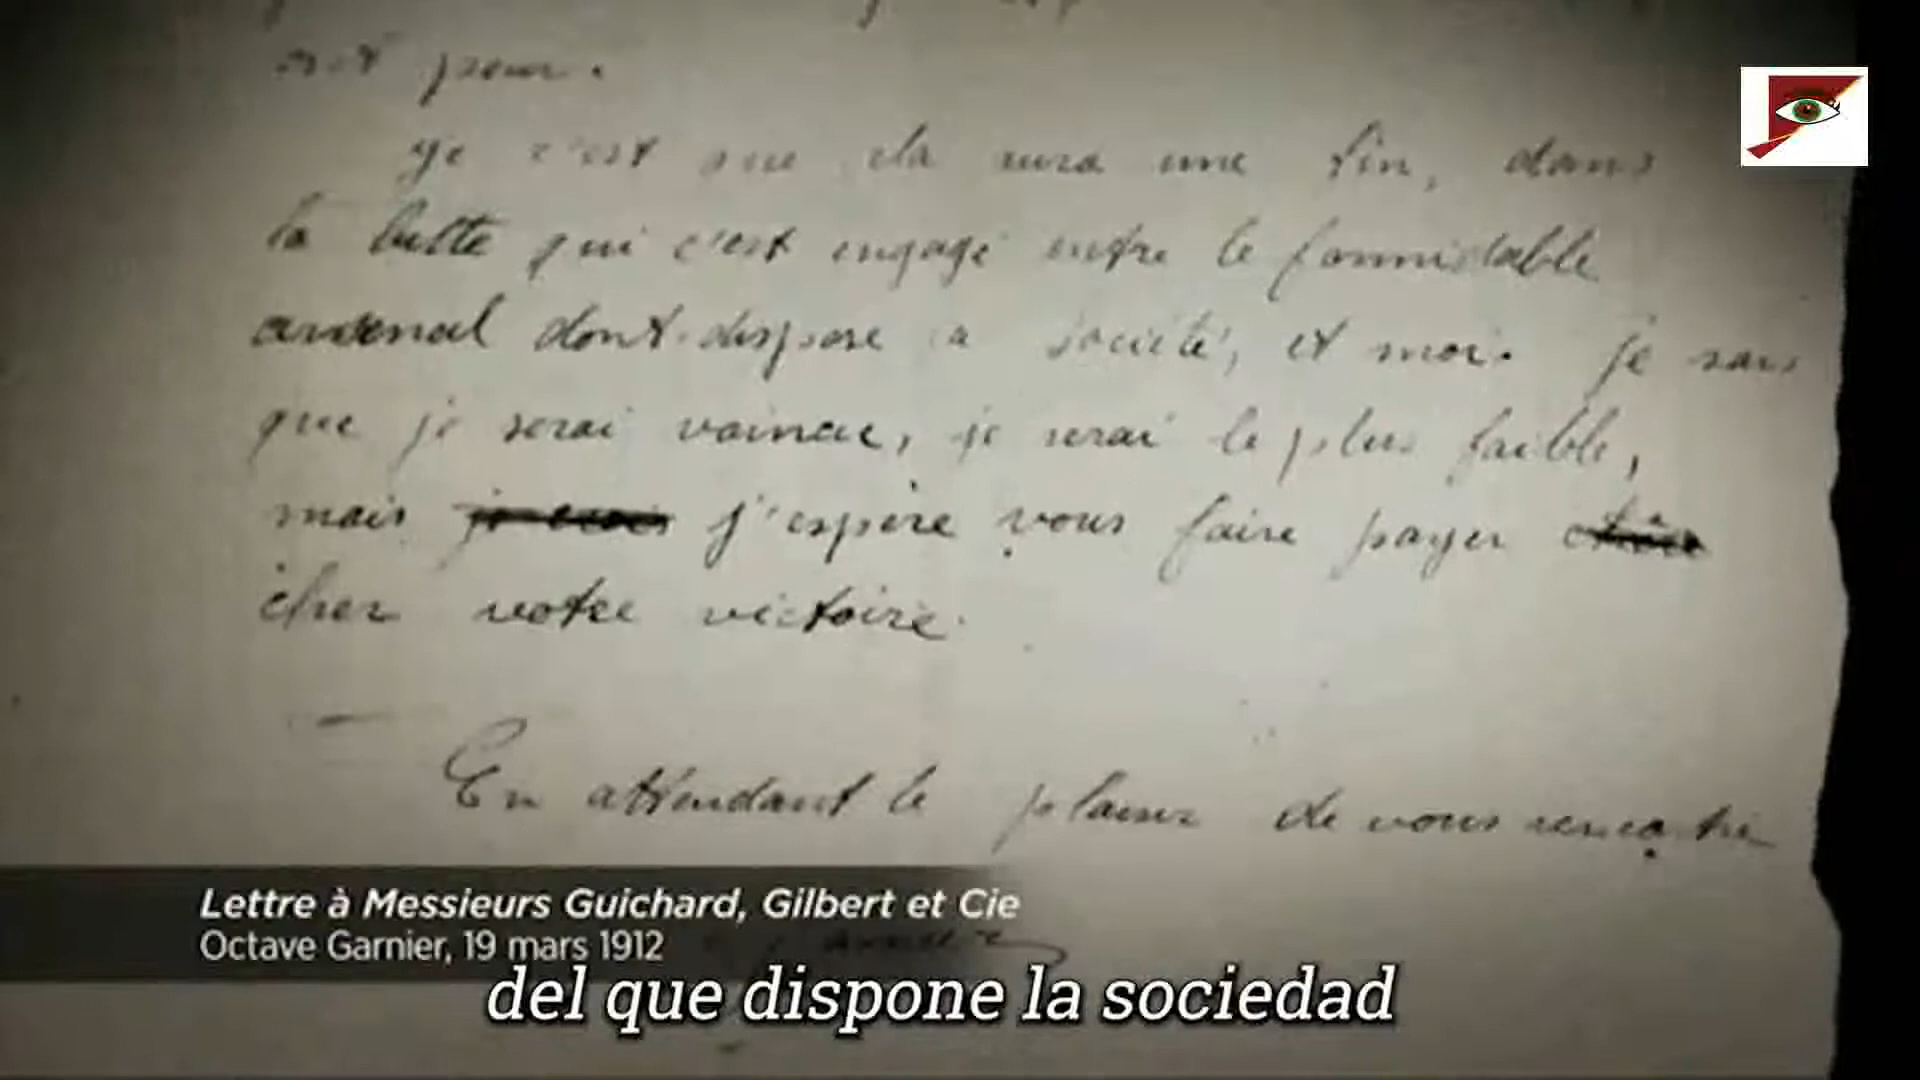 pour.
c'est que cela aura une fin, dans
la lutte qui c'est engagé entre le formidable
arsenal dont dispose la société, et moi. je sais
que je serai vaincu, je serai le plus faible,
mais j'espère vous faire payer
cher votre victoire.
En attendant le plaisir de vous rencontre
Lettre à Messieurs Guichard, Gilbert et Cie
Octave Garnier, 19 mars 1912
del que dispone la sociedad